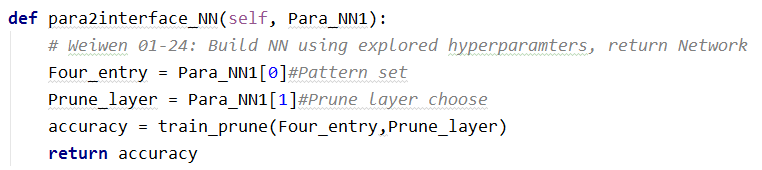 def para2interface_NN(self, Para_NN1):
    # Weiwen 01-24: Build NN using explored hyperparamters, return Network
    Four_entry = Para_NN1[0]#Pattern set
    Prune_layer = Para_NN1[1]#Prune layer choose
    accuracy = train_prune(Four_entry,Prune_layer)
    return accuracy